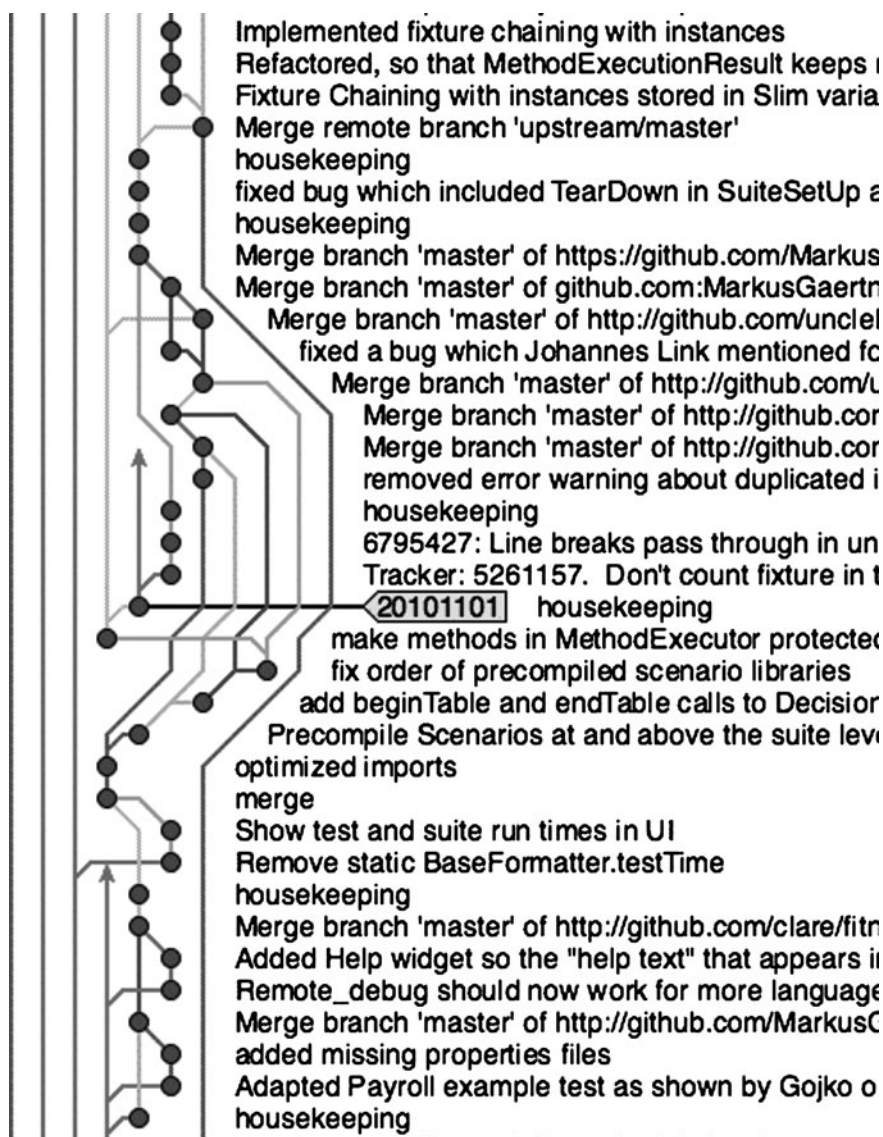 Implemented fixture chaining with instances
Refactored, so that MethodExecutionResult keeps
Fixture Chaining with instances stored in Slim
Merge remote branch 'upstream/master'
housekeeping
fixed bug which included TearDown in SuiteSetUp
housekeeping
Merge branch 'master' of https://github.com/Markus
Merge branch 'master' of github.com:MarkusGaertn
Merge branch 'master' of http://github.com/uncle
fixed a bug which Johannes Link mentioned
Merge branch 'master' of http://github.com/
Merge branch 'master' of http://github.com
Merge branch 'master' of http://github.com
removed error warning about duplicated
housekeeping
6795427: Line breaks pass through in un
Tracker: 5261157. Don't count fixture in
20101101 housekeeping
make methods in MethodExecutor protected
fix order of precompiled scenario libraries
add beginTable and endTable calls to Decision
Precompile Scenarios at and above the suite leve
optimized imports
merge
Show test and suite run times in UI
Remove static BaseFormatter.testTime
housekeeping
Merge branch 'master' of http://github.com/clare/fitn
Added Help widget so the "help text" that appears
Remote_debug should now work for more language
Merge branch 'master' of http://github.com/Markus
added missing properties files
Adapted Payroll example test as shown by Gojko o
housekeeping